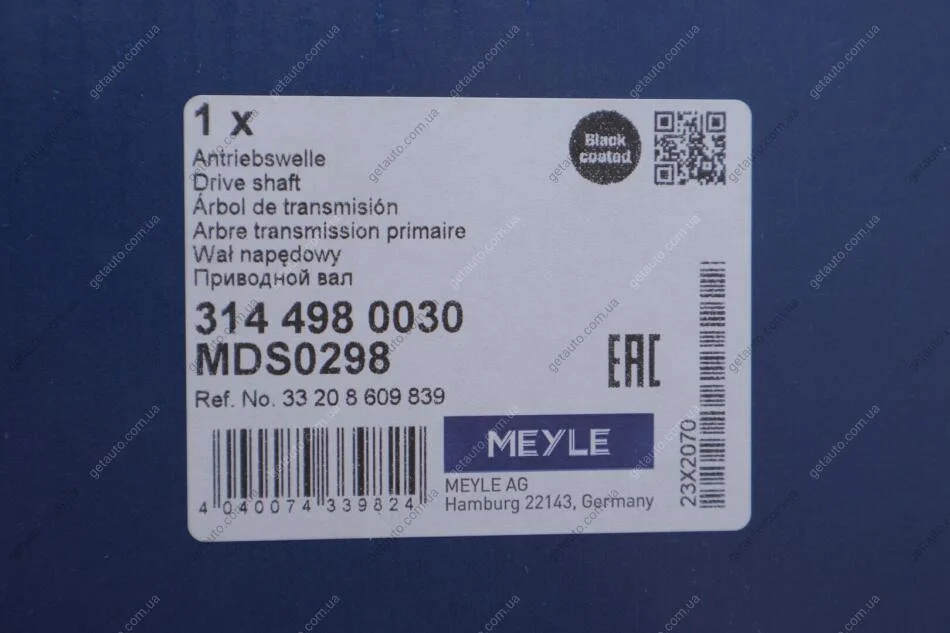 1 x
Antriebswelle
Drive shaft
Árbol de transmisión
Arbre transmission primaire
Wał napędowy
Приводной вал
314 498 0030
MDS0298
Ref. No. 33 20 8 609 839
4 040074 339824
Black
coated
EAC
MEYLE
MEYLE AG
Hamburg 22143, Germany
23X2070
getauto.com.ua